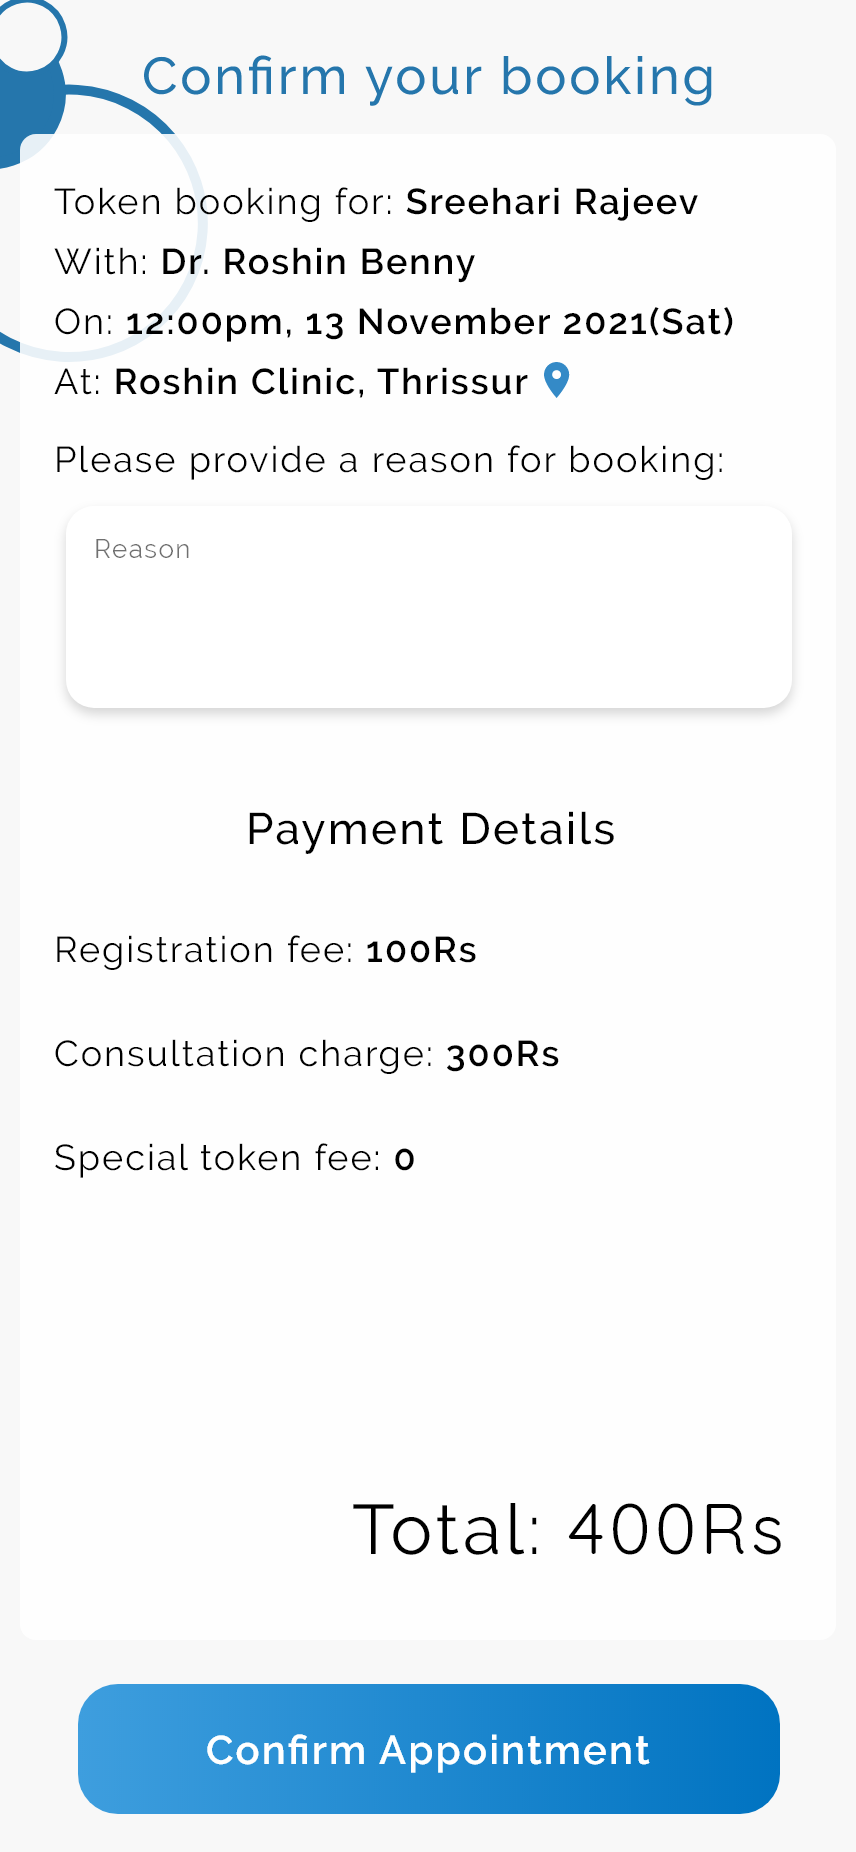 Confirm your booking
Token booking for: Sreehari Rajeev
With: Dr. Roshin Benny
On: 12:00pm, 13 November 2021(Sat)
At: Roshin Clinic, Thrissur
Please provide a reason for booking:
Reason
Payment Details
Registration fee: 100Rs
Consultation charge: 300Rs
Special token fee: 0
Total: 400Rs
Confirm Appointment